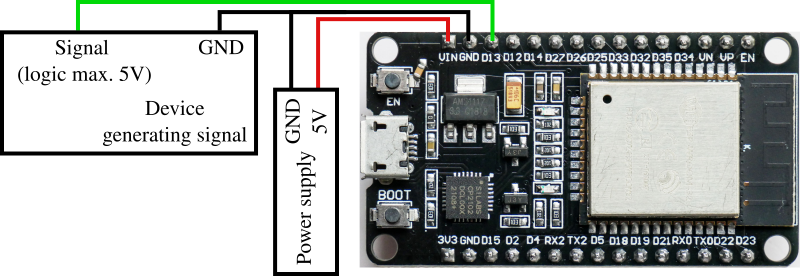 Signal
(logic max. 5V)
GND
Device
generating signal
GND
5V
Power supply
VIN GND D13 D12 D14 D27 D26 D25 D33 D32 D35 D34 VN VP EN
EN
BOOT
SILABS
CP2102
3V3 GND D15 D2 D4 RX2 TX2 D5 D18 D19 D21 RX0 TX0 D22 D23